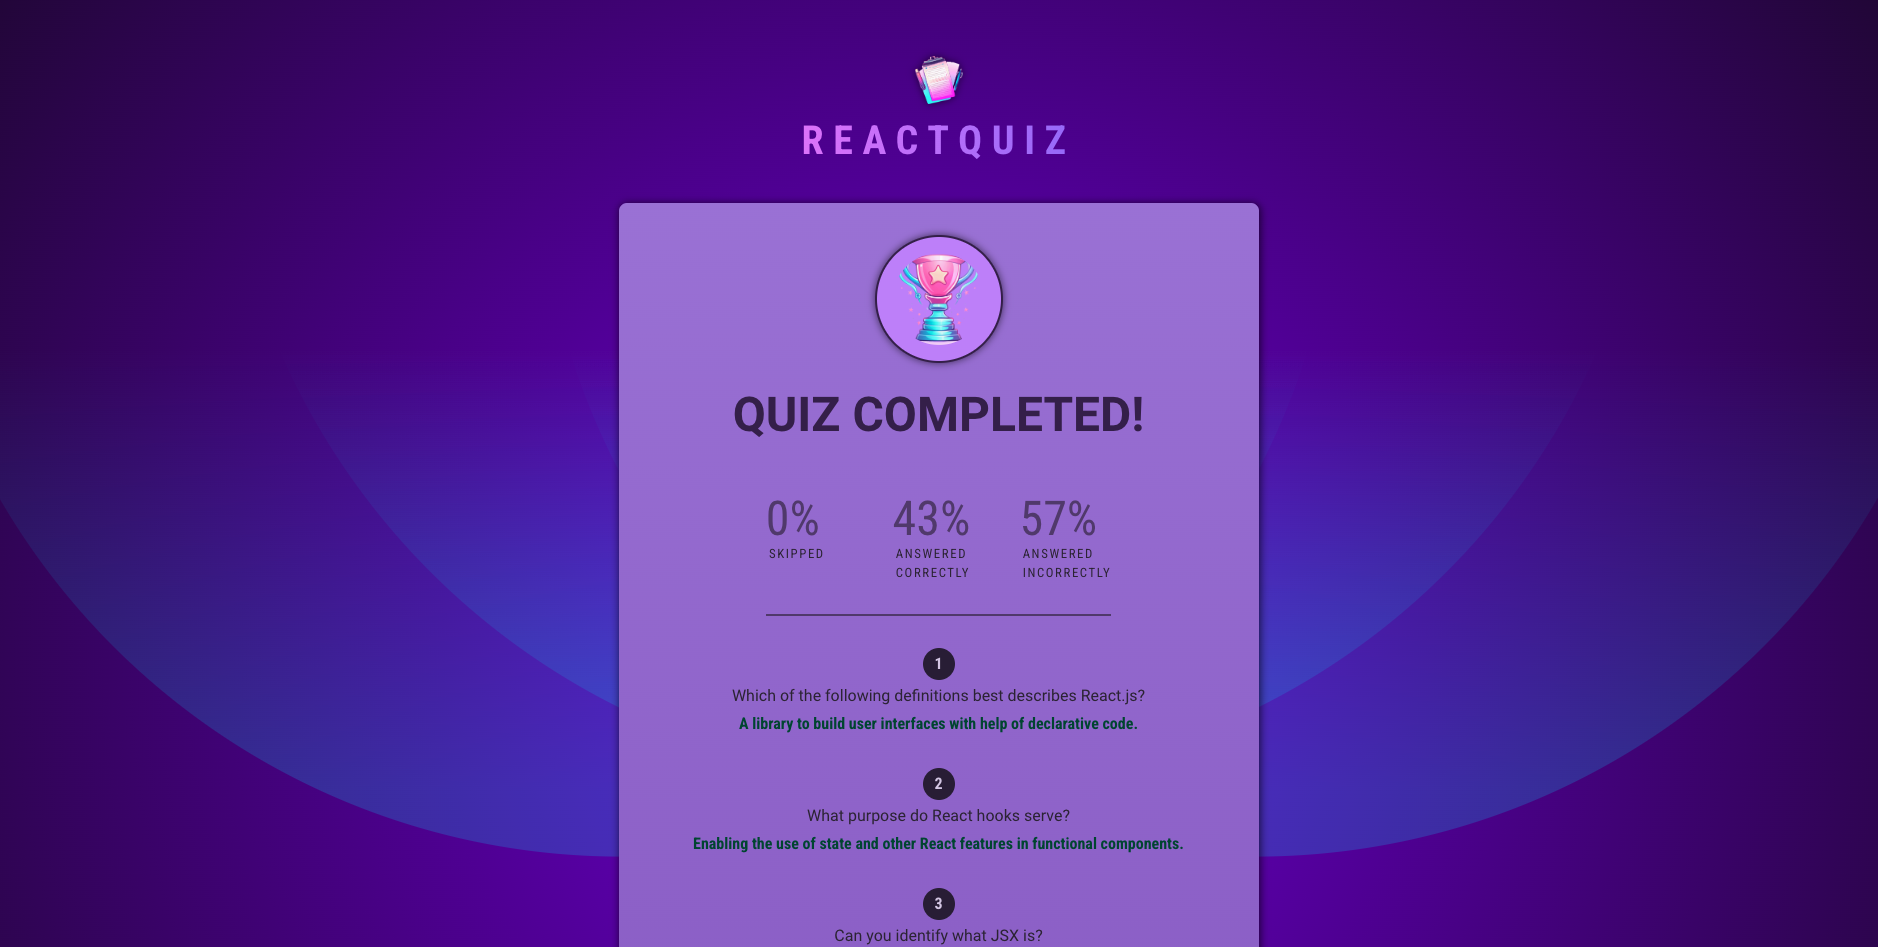 REACTQUIZ
QUIZ COMPLETED!
0% 43% 57%
SKIPPED ANSWERED ANSWERED
CORRECTLY INCORRECTLY
1
Which of the following definitions best describes React.js?
A library to build user interfaces with help of declarative code.
2
What purpose do React hooks serve?
Enabling the use of state and other React features in functional components.
3
Can you identify what JSX is?